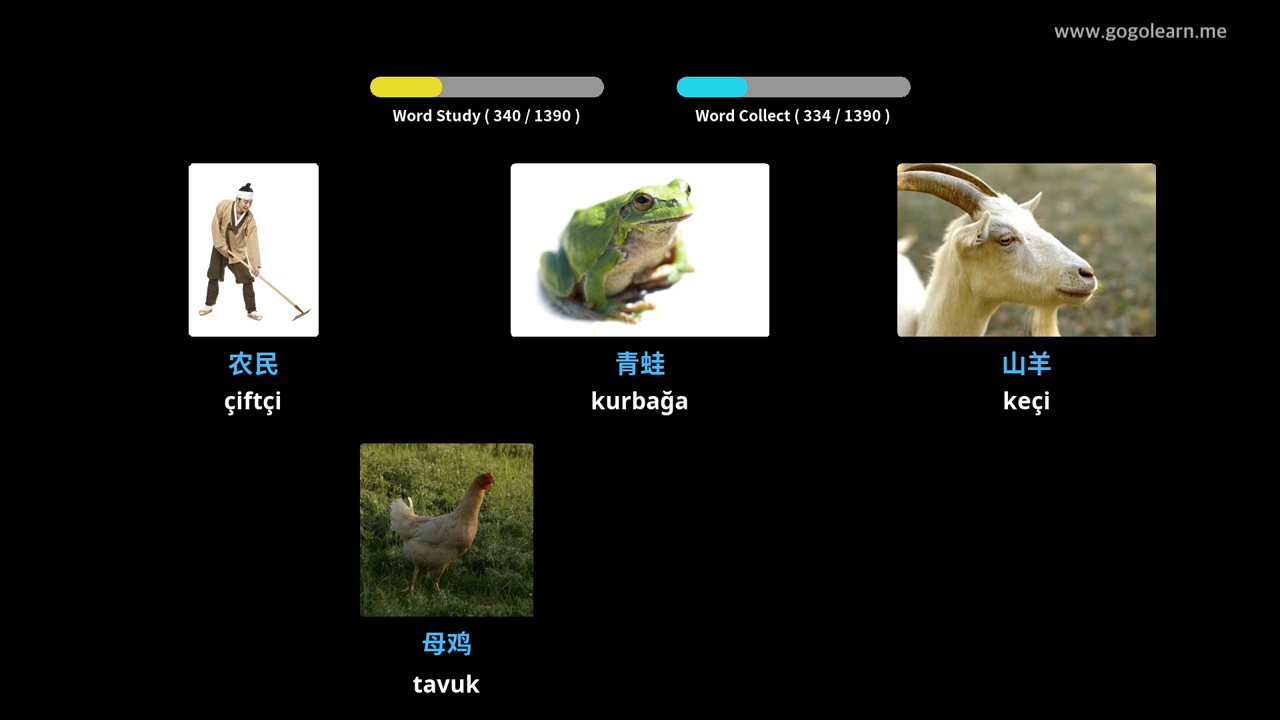 www.gogolearn.me
Word Study ( 340 / 1390 )
Word Collect ( 334 / 1390 )
农民
çiftçi
青蛙
kurbağa
山羊
keçi
母鸡
tavuk